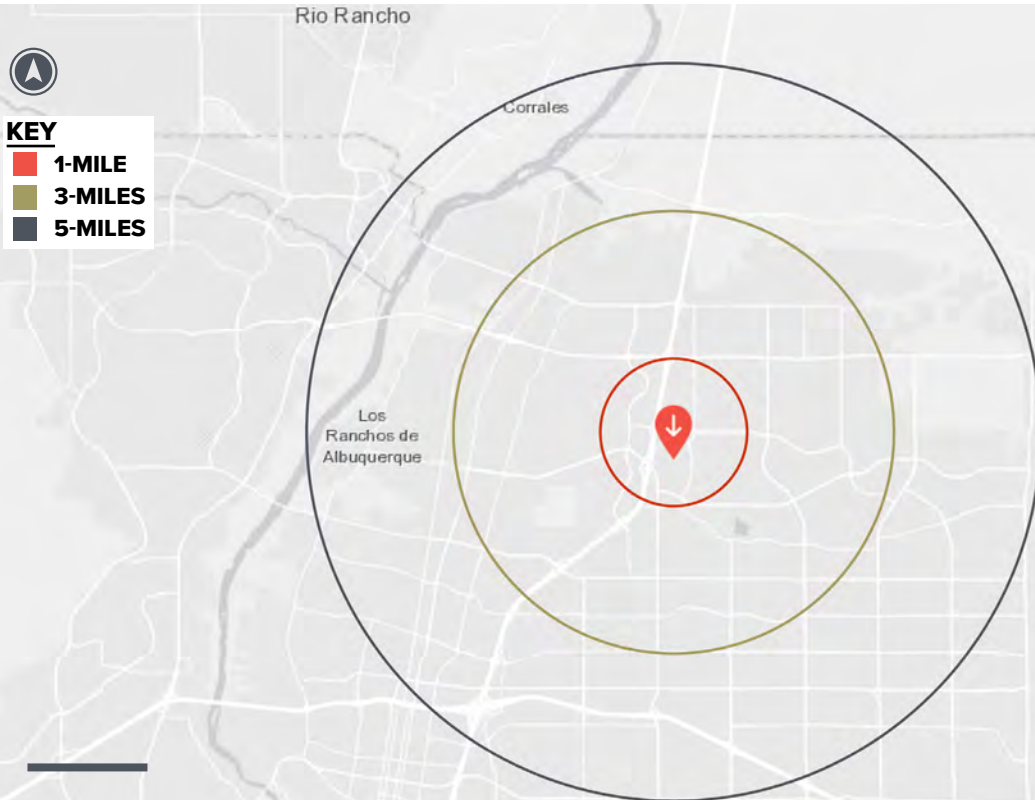 Rio Rancho
Corrales
KEY
1-MILE
3-MILES
5-MILES
Los
Ranchos de
Albuquerque